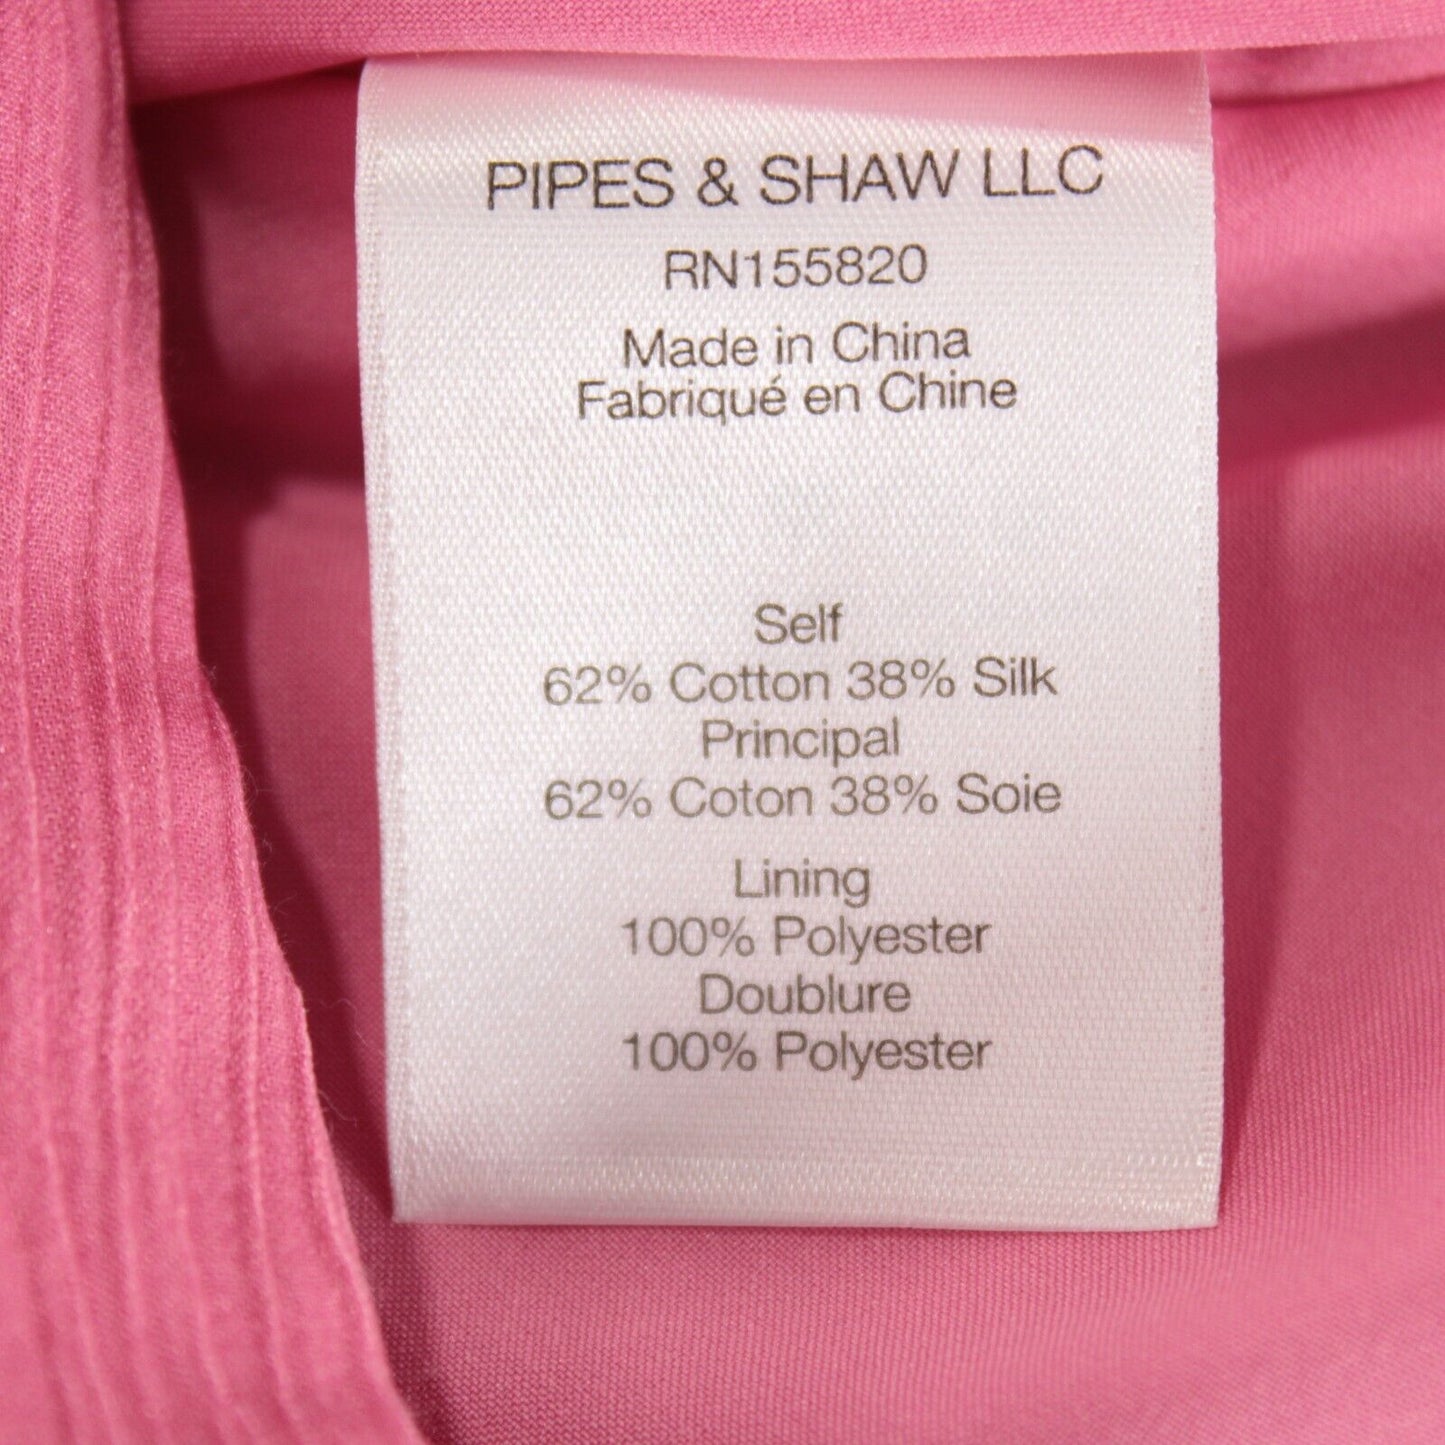 PIPES & SHAW LLC
RN155820
Made in China
Fabriqué en Chine
Self
62% Cotton 38% Silk
Principal
62% Coton 38% Soie
Lining
100% Polyester
Doublure
100% Polyester